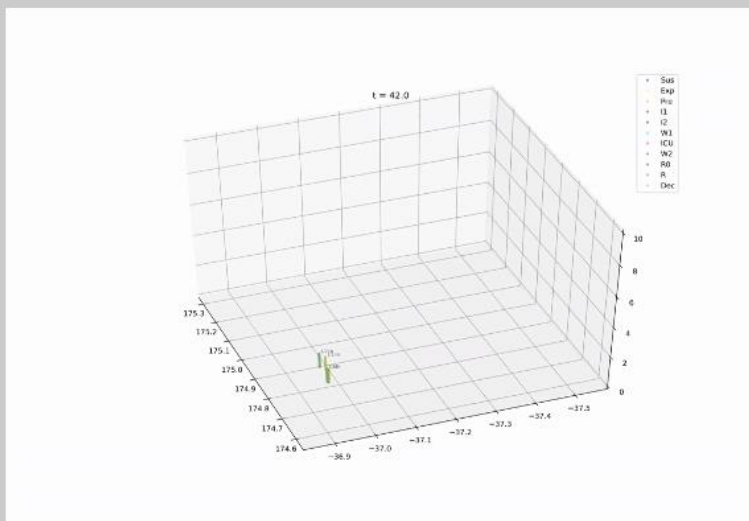 t = 42.0
Sus
Exp
Pre
I1
I2
W1
ICU
W2
R0
R
Dec
10
8
6
4
2
0
175.3
175.2
175.1
175.0
174.9
174.8
174.7
174.6
−36.9
−37.0
−37.1
−37.2
−37.3
−37.4
−37.5